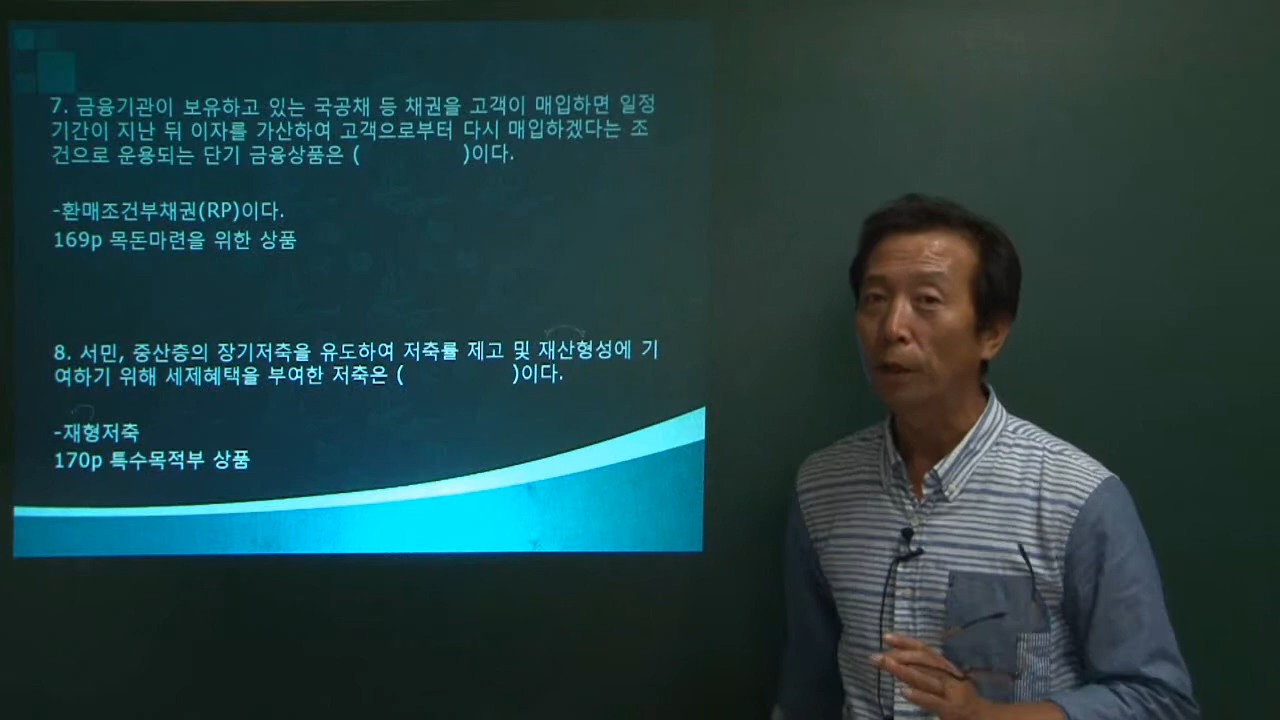 7. 금융기관이 보유하고 있는 국공채 등 채권을 고객이 매입하면 일정
기간이 지난 뒤 이자를 가산하여 고객으로부터 다시 매입하겠다는 조
건으로 운용되는 단기 금융상품은 (          )이다.
-환매조건부채권(RP)이다.
169p 목돈마련을 위한 상품
8. 서민, 중산층의 장기저축을 유도하여 저축률 제고 및 재산형성에 기
여하기 위해 세제혜택을 부여한 저축은 (          )이다.
-재형저축
170p 특수목적부 상품